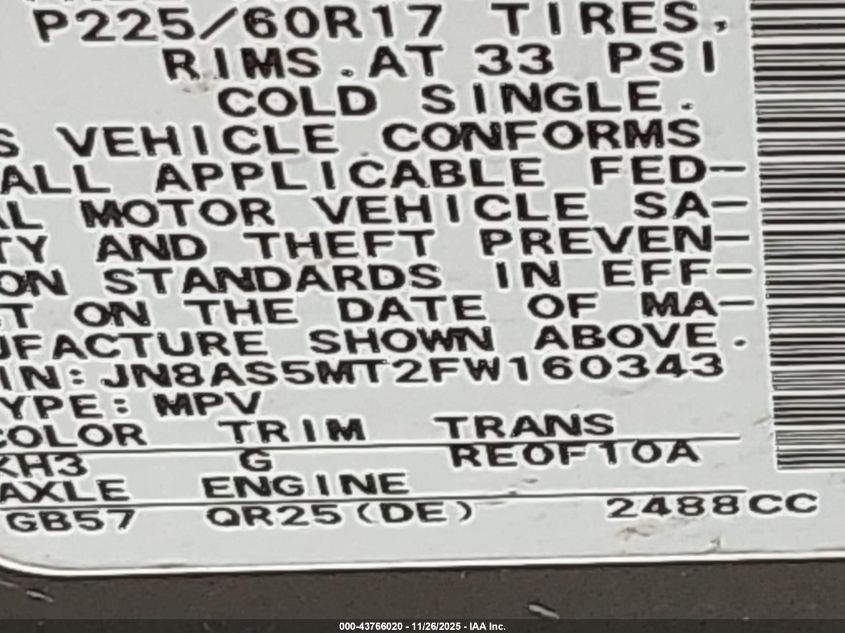 P225/60R17 TIRES,
RIMS.AT 33 PSI
COLD SINGLE.
S VEHICLE CONFORMS
ALL APPLICABLE FED-
AL MOTOR VEHICLE SA-
TY AND THEFT PREVEN-
ON STANDARDS IN EFF-
T ON THE DATE OF MA-
UFACTURE SHOWN ABOVE.
IN:JN8AS5MT2FW160343
YPE:MPV
COLOR TRIM TRANS
KH3 G RE0F10A
AXLE ENGINE
GB57 QR25(DE) 2488CC
000-43766020 - 11/26/2025 - IAA Inc.